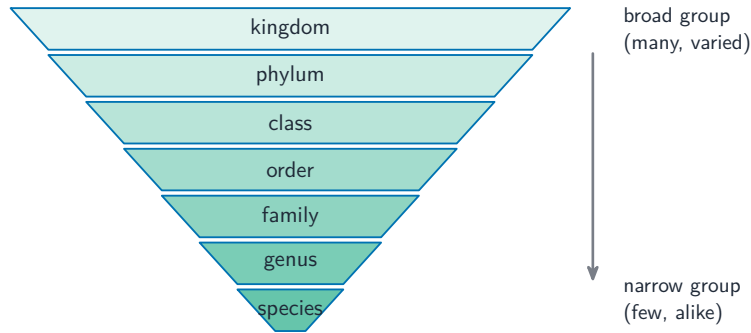 kingdom
phylum
class
order
family
genus
species
broad group
(many, varied)
narrow group
(few, alike)